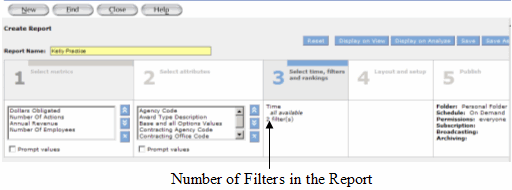 New Find Close Help
Create Report
Reset Display on View Display on Analysis Save Save As
Report Name: Kelly Practice
1 Select metrics 2 Select attributes 3 Select time, filters and rankings 4 Layout and setup 5 Publish
Dollars Obligated
Number Of Actions
Annual Revenue
Number Of Employees
Prompt values
Agency Code
Award Type Description
Base and all Options Values
Contracting Agency Code
Contracting Office Code
Prompt values
Time
all available
filter(s)
Folder: Personal Folder
Schedule: On Demand
Permissions: everyone
Subscription:
Broadcasting:
Archiving:
Number of Filters in the Report